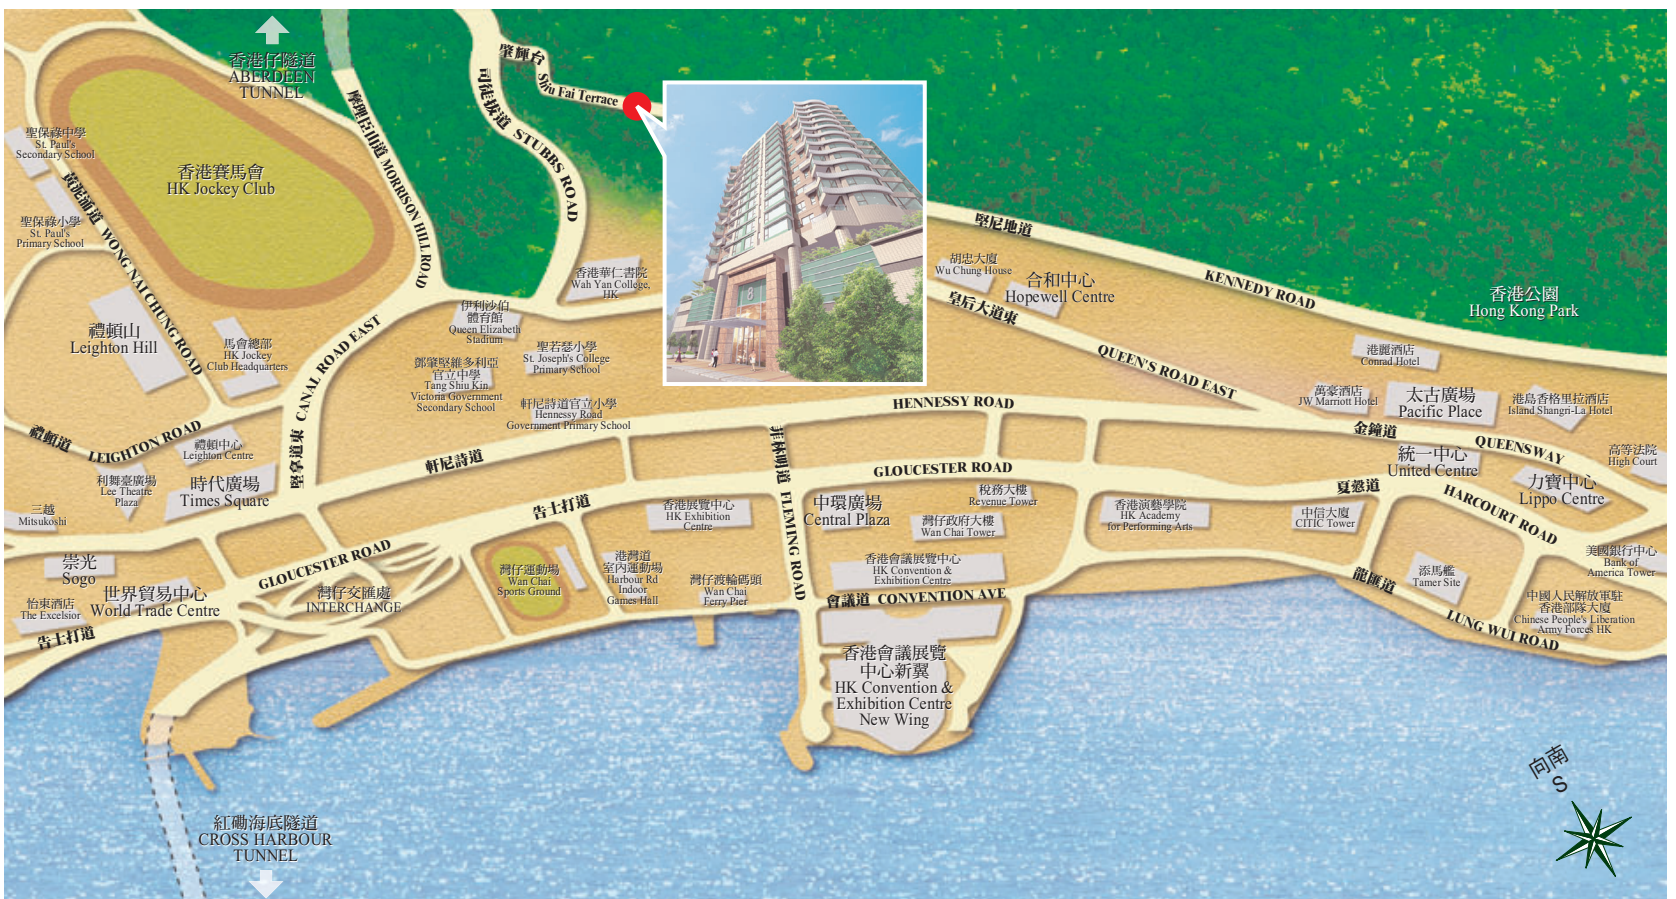 香港仔隧道
ABERDEEN
TUNNEL
肇輝台
Shiu Fai Terrace
司徒拔道 STUBBS ROAD
摩理臣山道 MORRISON HILL ROAD
聖保祿中學
St. Paul's
Secondary School
香港賽馬會
HK Jockey Club
黃泥涌道 WONG NAI CHUNG ROAD
聖保祿小學
St. Paul's
Primary School
8
堅尼地道
KENNEDY ROAD
胡忠大廈
Wu Chung House
合和中心
Hopewell Centre
香港公園
Hong Kong Park
香港華仁書院
Wah Yan College,
HK
皇后大道東
QUEEN'S ROAD EAST
禮頓山
Leighton Hill
馬會總部
HK Jockey
Club Headquarters
堅拿道東 CANAL ROAD EAST
伊利沙伯
體育館
Queen Elizabeth
Stadium
聖若瑟小學
St. Joseph's College
Primary School
鄧肇堅維多利亞
官立中學
Tang Shiu Kin
Victoria Government
Secondary School
軒尼詩道官立小學
Hennessy Road
Government Primary School
港麗酒店
Conrad Hotel
萬豪酒店
JW Marriott Hotel
太古廣場
Pacific Place
港島香格里拉酒店
Island Shangri-La Hotel
HENNESSY ROAD
軒尼詩道
金鐘道
QUEENSWAY
高等法院
High Court
禮頓道
LEIGHTON ROAD
禮頓中心
Leighton Centre
利舞臺廣場
Lee Theatre
Plaza
時代廣場
Times Square
三越
Mitsukoshi
菲林明道 FLEMING ROAD
GLOUCESTER ROAD
告士打道
統一中心
United Centre
力寶中心
Lippo Centre
夏慤道
HARCOURT ROAD
香港展覽中心
HK Exhibition
Centre
中環廣場
Central Plaza
稅務大樓
Revenue Tower
灣仔政府大樓
Wan Chai Tower
香港演藝學院
HK Academy
for Performing Arts
中信大廈
CITIC Tower
美國銀行中心
Bank of
America Tower
崇光
Sogo
GLOUCESTER ROAD
世界貿易中心
World Trade Centre
怡東酒店
The Excelsior
告士打道
灣仔交匯處
INTERCHANGE
灣仔運動場
Wan Chai
Sports Ground
港灣道
室內運動場
Harbour Rd
Indoor
Games Hall
灣仔渡輪碼頭
Wan Chai
Ferry Pier
香港會議展覽中心
HK Convention &
Exhibition Centre
會議道 CONVENTION AVE
龍匯道
LUNG WUI ROAD
添馬艦
Tamer Site
中國人民解放軍駐
香港部隊大廈
Chinese People's Liberation
Army Forces HK
香港會議展覽
中心新翼
HK Convention &
Exhibition Centre
New Wing
紅磡海底隧道
CROSS HARBOUR
TUNNEL
向南
S